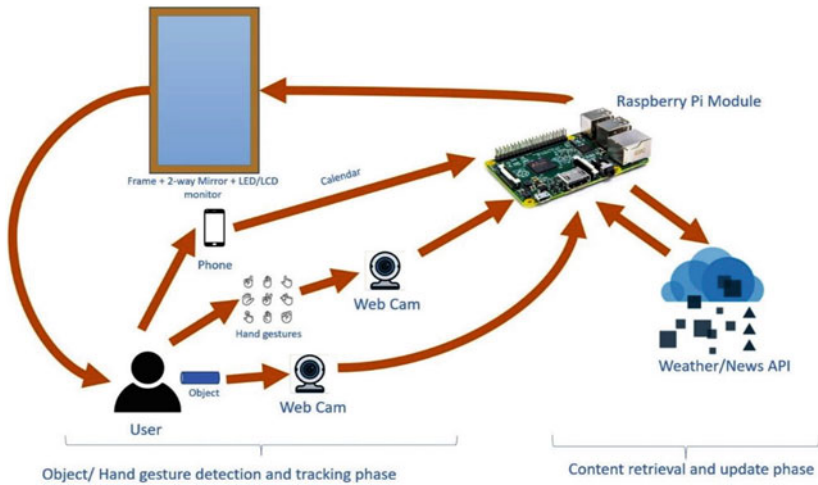 Raspberry Pi Module
Frame + 2-way Mirror + LED/LCD
monitor
Calendar
Phone
Hand gestures
Web Cam
Weather/News API
Object
Web Cam
User
Object/ Hand gesture detection and tracking phase
Content retrieval and update phase